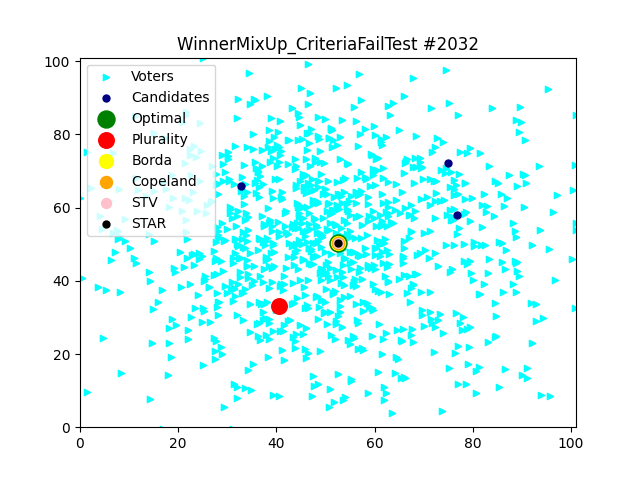 WinnerMixUp_CriteriaFailTest #2032
100
80
60
40
20
0
Voters
Candidates
Optimal
Plurality
Borda
Copeland
STV
STAR
0 20 40 60 80 100